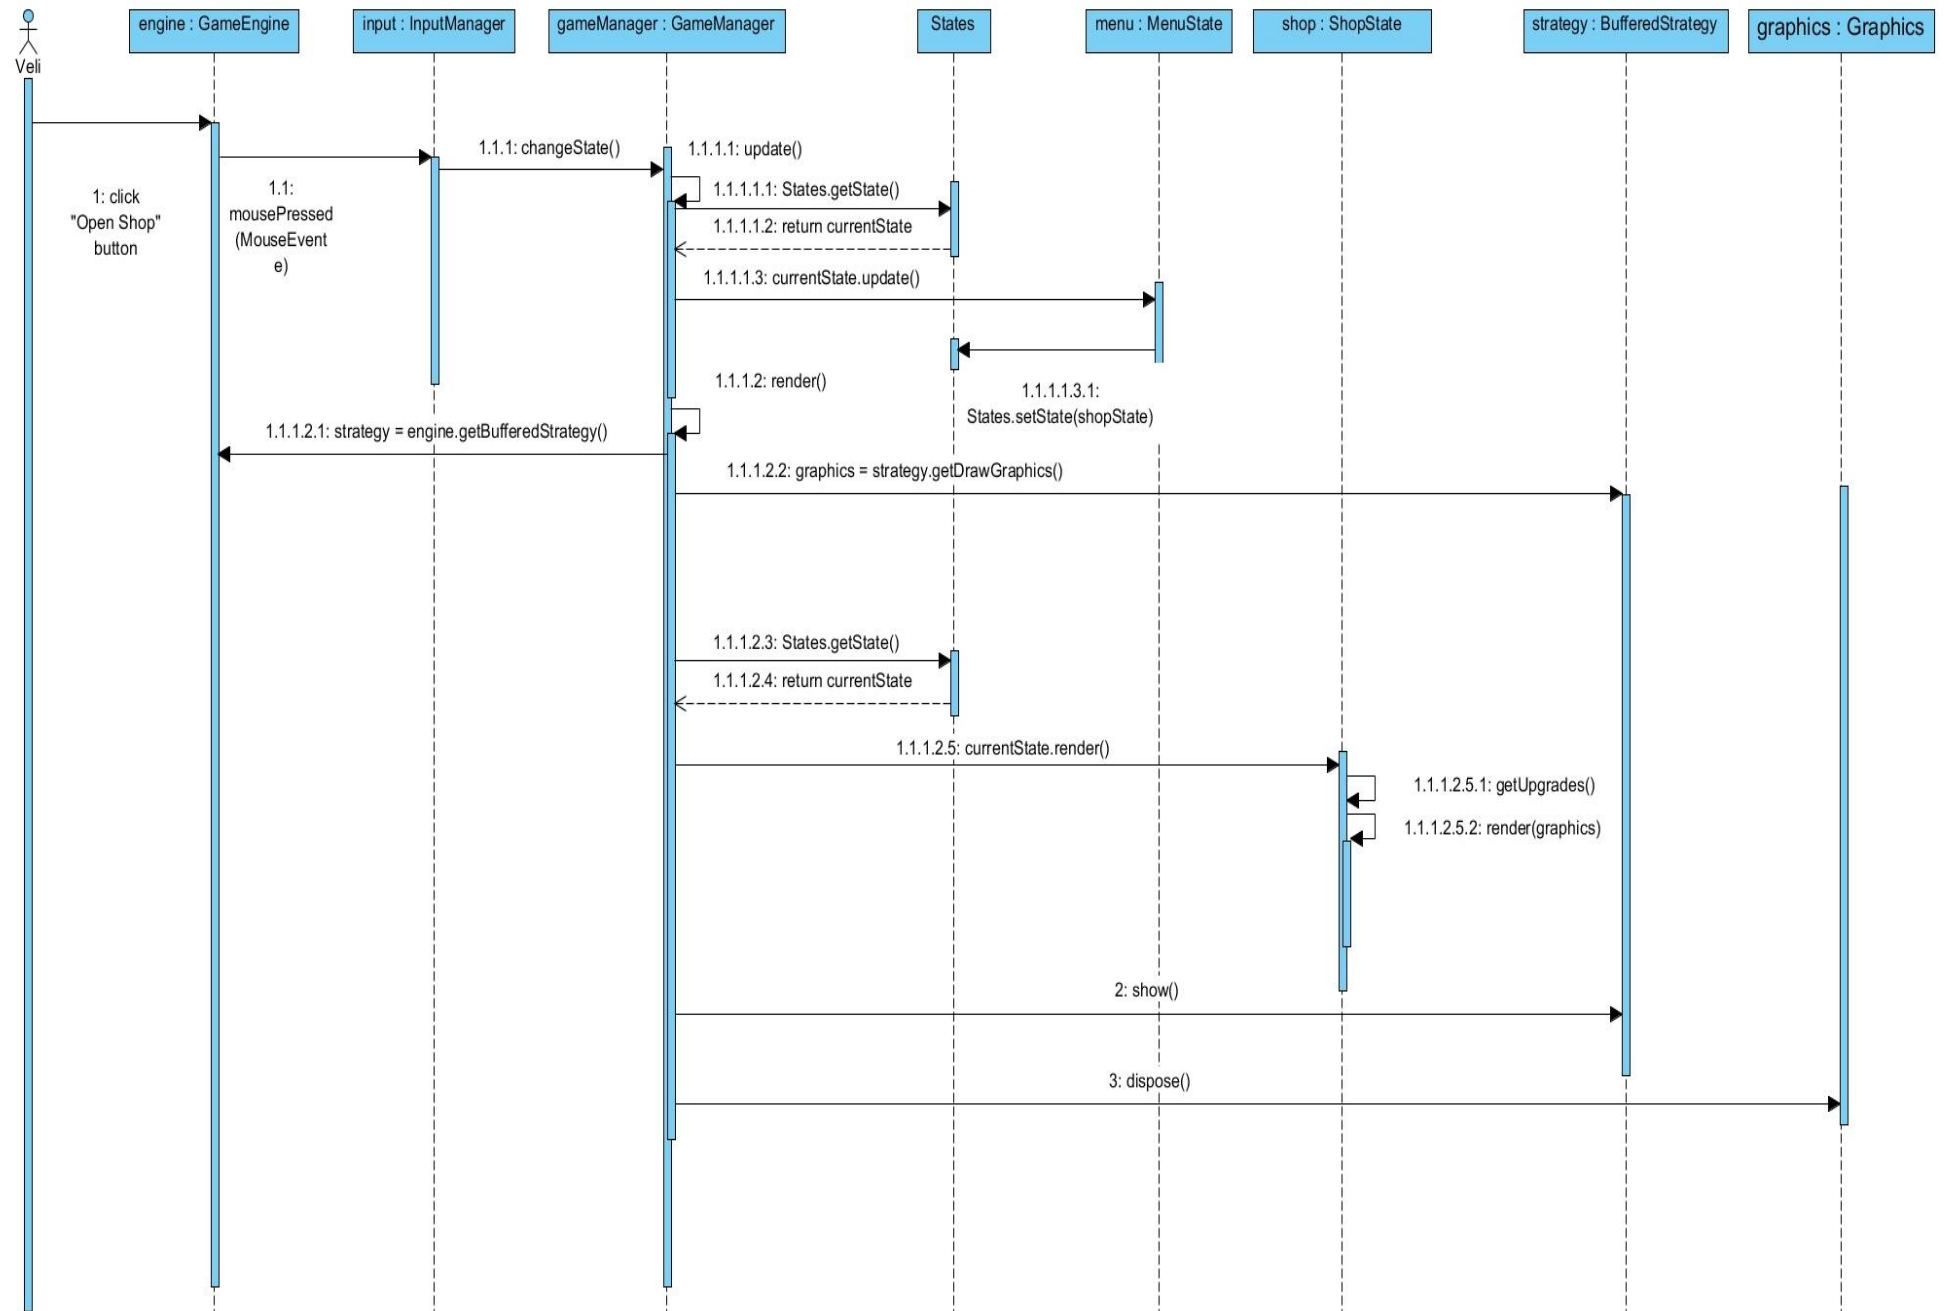 engine : GameEngine
input : InputManager
gameManager : GameManager
States
menu : MenuState
shop : ShopState
strategy : BufferedStrategy
graphics : Graphics
Veli
1: click
"Open Shop"
button
1.1:
mousePressed
(MouseEvent
e)
1.1.1: changeState()
1.1.1.1: update()
1.1.1.1.1: States.getState()
1.1.1.1.2: return currentState
1.1.1.1.3: currentState.update()
1.1.1.1.3.1:
States.setState(shopState)
1.1.1.2: render()
1.1.1.2.1: strategy = engine.getBufferedStrategy()
1.1.1.2.2: graphics = strategy.getDrawGraphics()
1.1.1.2.3: States.getState()
1.1.1.2.4: return currentState
1.1.1.2.5: currentState.render()
1.1.1.2.5.1: getUpgrades()
1.1.1.2.5.2: render(graphics)
2: show()
3: dispose()